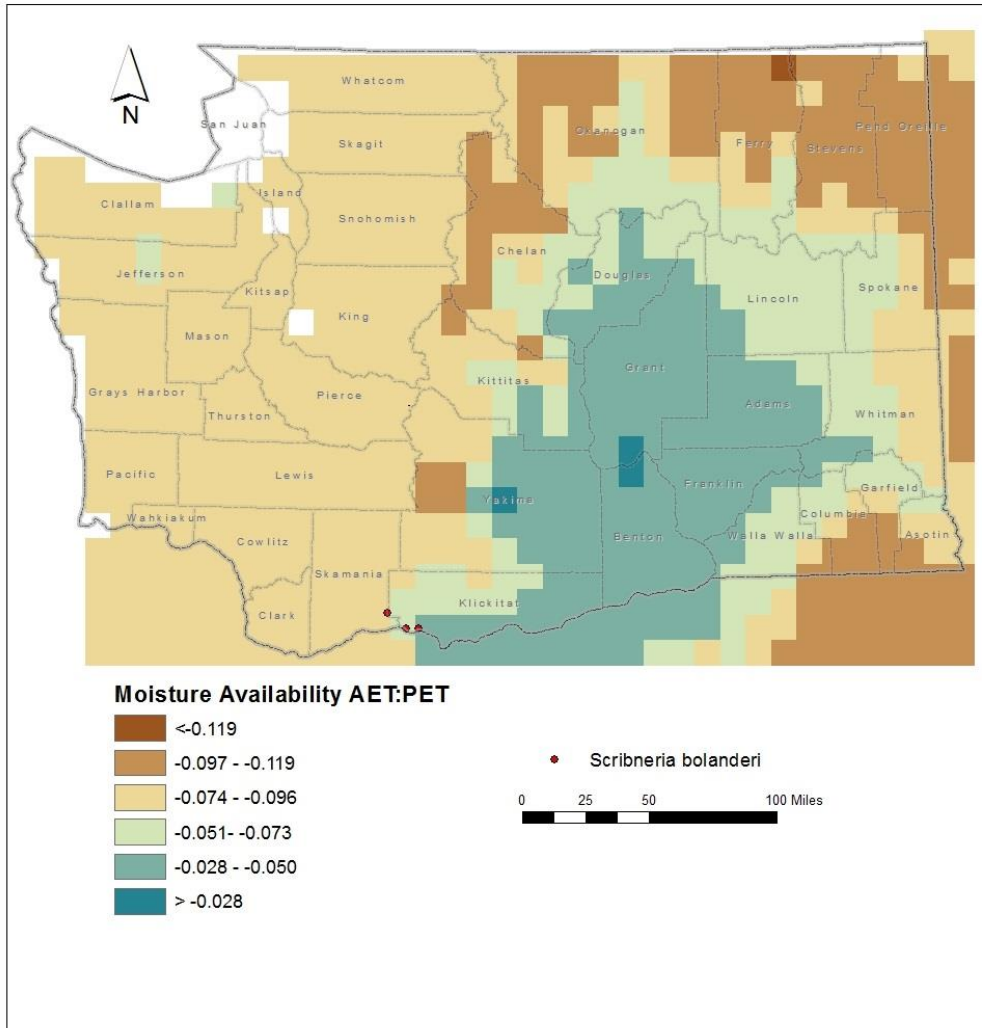 N
Whatcom
San Juan
Skagit
Okanogan
Ferry
Stevens
Pend Oreille
Clallam
Island
Snohomish
Chelan
Jefferson
Kitsap
Douglas
Lincoln
Spokane
Mason
King
Grant
Grays Harbor
Kittitas
Adams
Thurston
Pierce
Whitman
Pacific
Lewis
Yakima
Franklin
Garfield
Wahkiakum
Columbia
Cowlitz
Benton
Walla Walla
Asotin
Skamania
Clark
Klickitat
Moisture Availability AET:PET
<-0.119
-0.097 - -0.119
-0.074 - -0.096
-0.051- -0.073
-0.028 - -0.050
> -0.028
Scribneria bolanderi
0 25 50 100 Miles